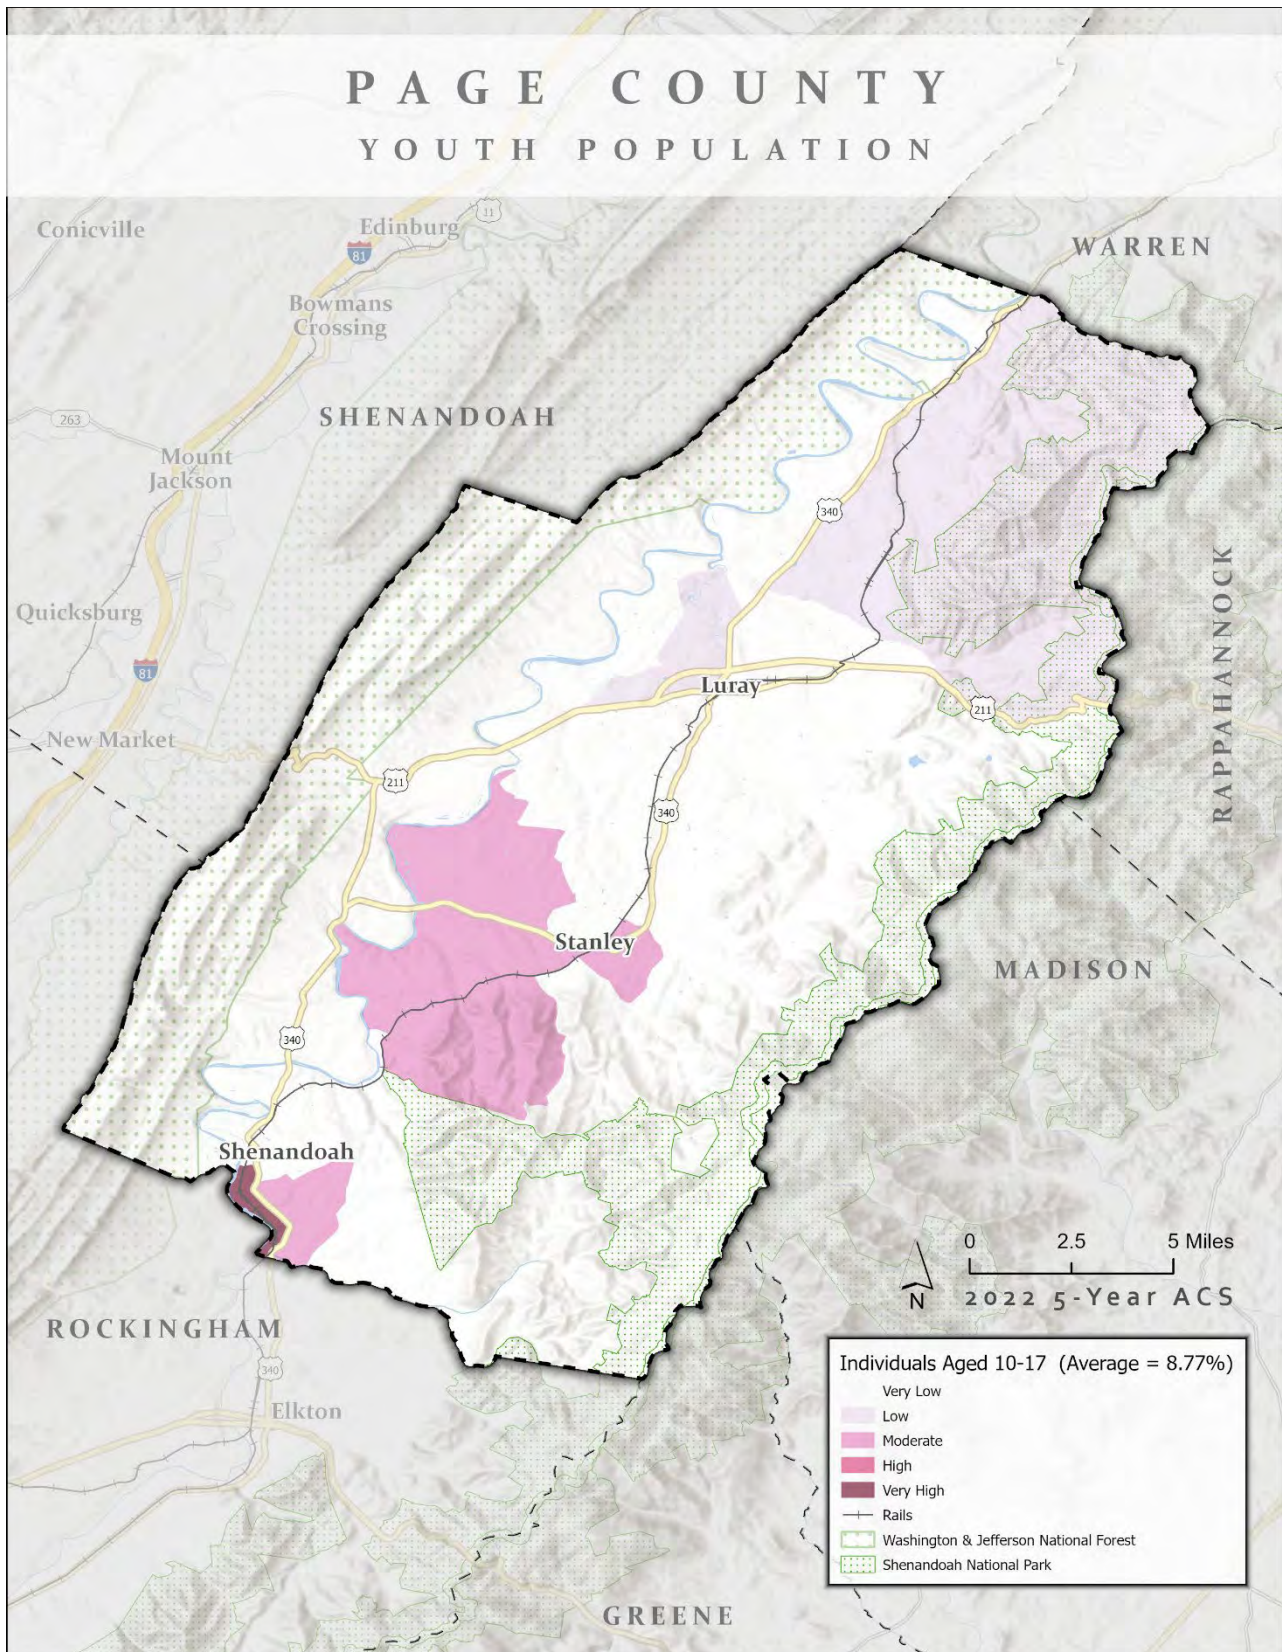 PAGE COUNTY
YOUTH POPULATION
Conicville
Edinburg
11
81
WARREN
Bowmans
Crossing
263
SHENANDOAH
Mount
Jackson
340
Quicksburg
RAPPAHANNOCK
81
Luray
211
New Market
211
340
Stanley
MADISON
340
Shenandoah
0 2.5 5 Miles
N
2022 5-Year ACS
ROCKINGHAM
340
Elkton
Individuals Aged 10-17 (Average = 8.77%)
Very Low
Low
Moderate
High
Very High
Rails
Washington & Jefferson National Forest
Shenandoah National Park
GREENE